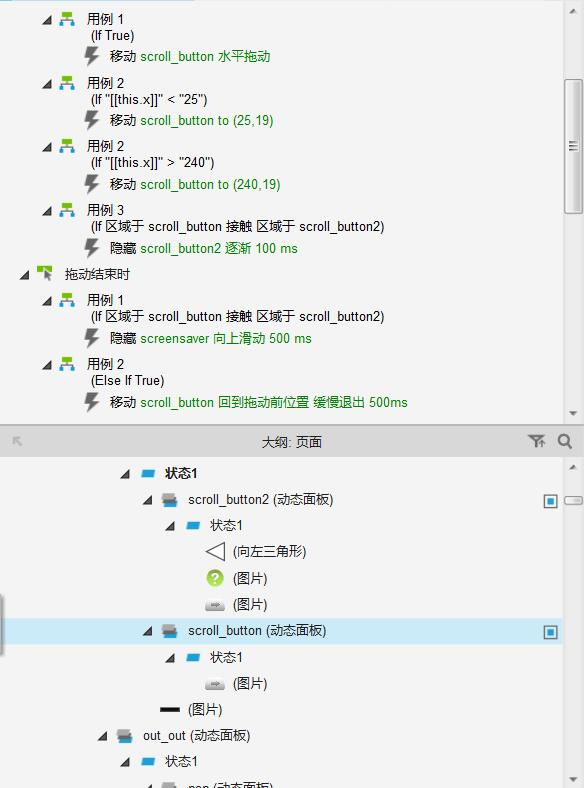 用例 1
(If True)
移动 scroll_button 水平拖动
用例 2
(If "[[this.x]]" < "25")
移动 scroll_button to (25,19)
用例 2
(If "[[this.x]]" > "240")
移动 scroll_button to (240,19)
用例 3
(If 区域于 scroll_button 接触 区域于 scroll_button2)
隐藏 scroll_button2 逐渐 100 ms
拖动结束时
用例 1
(If 区域于 scroll_button 接触 区域于 scroll_button2)
隐藏 screensaver 向上滑动 500 ms
用例 2
(Else If True)
移动 scroll_button 回到拖动前位置 缓慢退出 500ms
大纲: 页面
状态1
scroll_button2 (动态面板)
状态1
(向左三角形)
(图片)
(图片)
scroll_button (动态面板)
状态1
(图片)
(图片)
out_out (动态面板)
状态1
(动态面板)